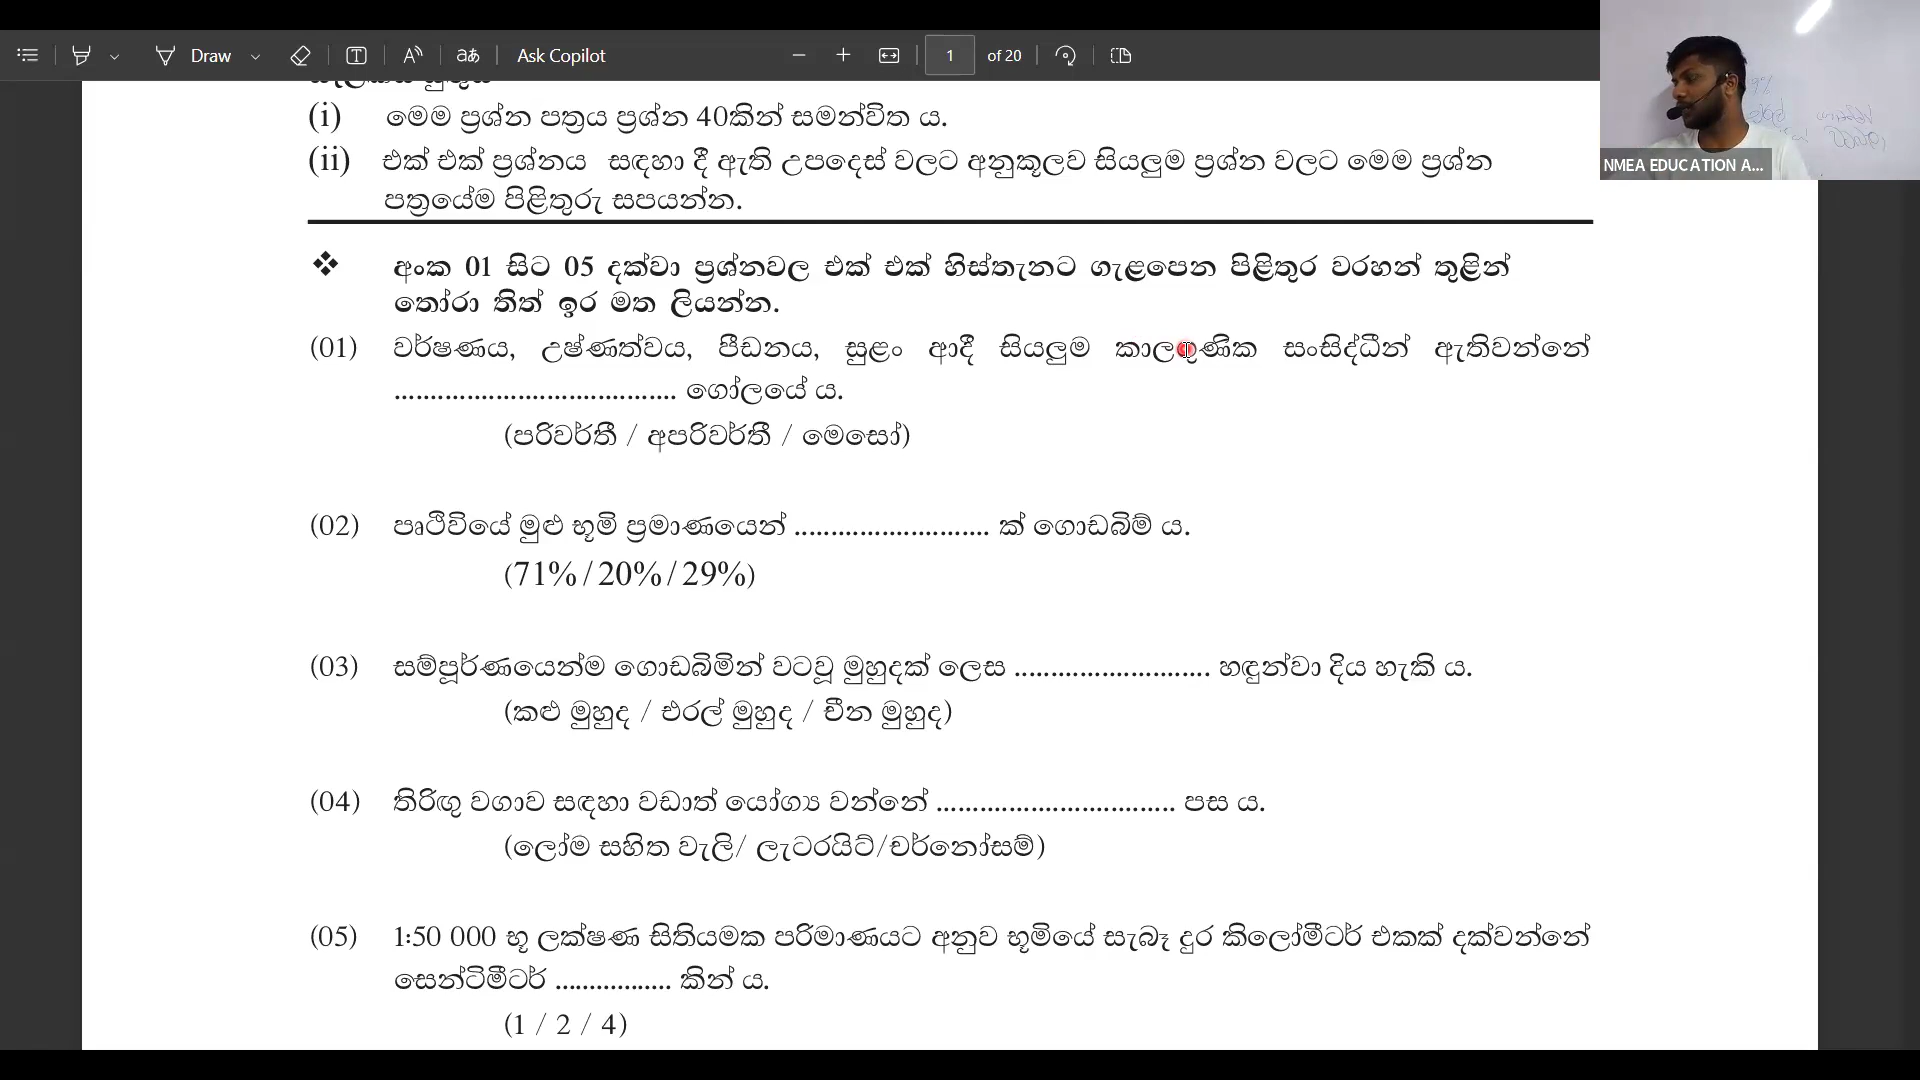 Draw
Ask Copilot
1 of 20
NMEA EDUCATION A...
(i) මෙම ප්‍රශ්න පත්‍රය ප්‍රශ්න 40කින් සමන්විත ය.
(ii) එක් එක් ප්‍රශ්නය සඳහා දී ඇති උපදෙස් වලට අනුකූලව සියලුම ප්‍රශ්න වලට මෙම ප්‍රශ්න
පත්‍රයේම පිළිතුරු සපයන්න.
❖ අංක 01 සිට 05 දක්වා ප්‍රශ්නවල එක් එක් හිස්තැනට ගැළපෙන පිළිතුර වරහන් තුළින්
තෝරා තිත් ඉර මත ලියන්න.
(01) වර්ෂණය, උෂ්ණත්වය, පීඩනය, සුළං ආදී සියලුම කාලගුණික සංසිද්ධීන් ඇතිවන්නේ
....................................... ගෝලයේ ය.
(පරිවර්තී / අපරිවර්තී / මෙසෝ)
(02) පෘථිවියේ මුළු භූමි ප්‍රමාණයෙන් ........................... ක් ගොඩබිම් ය.
(71% / 20% / 29%)
(03) සම්පූර්ණයෙන්ම ගොඩබිමින් වටවූ මුහුදක් ලෙස ........................... හඳුන්වා දිය හැකි ය.
(කළු මුහුද / එරල් මුහුද / චීන මුහුද)
(04) තිරිඟු වගාව සඳහා වඩාත් යෝග්‍ය වන්නේ ................................. පස ය.
(ලෝම සහිත වැලි/ ලැටරයිට්/චර්නෝසම්)
(05) 1:50 000 භූ ලක්ෂණ සිතියමක පරිමාණයට අනුව භූමියේ සැබෑ දුර කිලෝමීටර් එකක් දක්වන්නේ
සෙන්ටිමීටර් ................. කින් ය.
(1 / 2 / 4)